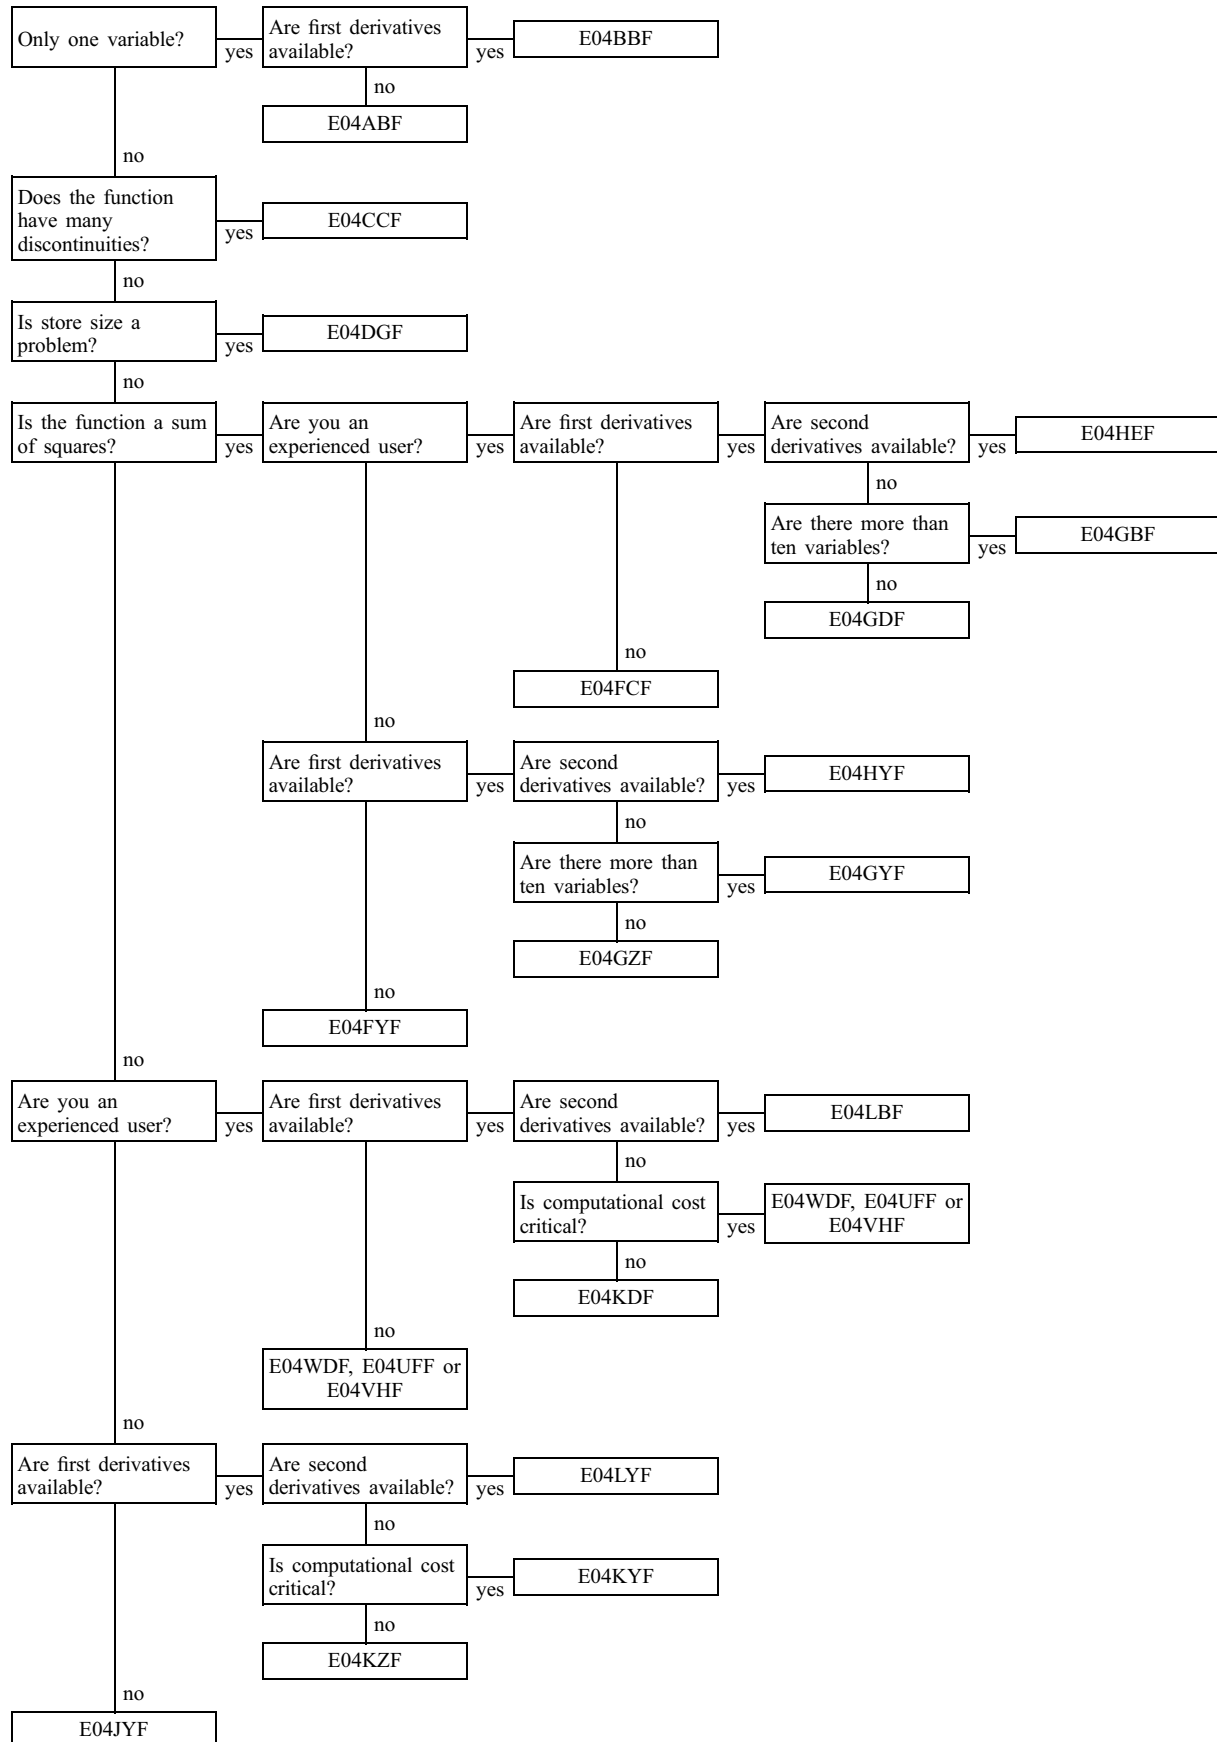 Only one variable?
yes
Are first derivatives
available?
yes
E04BBF
no
E04ABF
no
Does the function
have many
discontinuities?
yes
E04CCF
no
Is store size a
problem?
yes
E04DGF
no
Is the function a sum
of squares?
yes
Are you an
experienced user?
yes
Are first derivatives
available?
yes
Are second
derivatives available?
yes
E04HEF
no
Are there more than
ten variables?
yes
E04GBF
no
E04GDF
no
E04FCF
no
Are first derivatives
available?
yes
Are second
derivatives available?
yes
E04HYF
no
Are there more than
ten variables?
yes
E04GYF
no
E04GZF
no
E04FYF
no
Are you an
experienced user?
yes
Are first derivatives
available?
yes
Are second
derivatives available?
yes
E04LBF
no
Is computational cost
critical?
yes
E04WDF, E04UFF or
E04VHF
no
E04KDF
no
E04WDF, E04UFF or
E04VHF
no
Are first derivatives
available?
yes
Are second
derivatives available?
yes
E04LYF
no
Is computational cost
critical?
yes
E04KYF
no
E04KZF
no
E04JYF